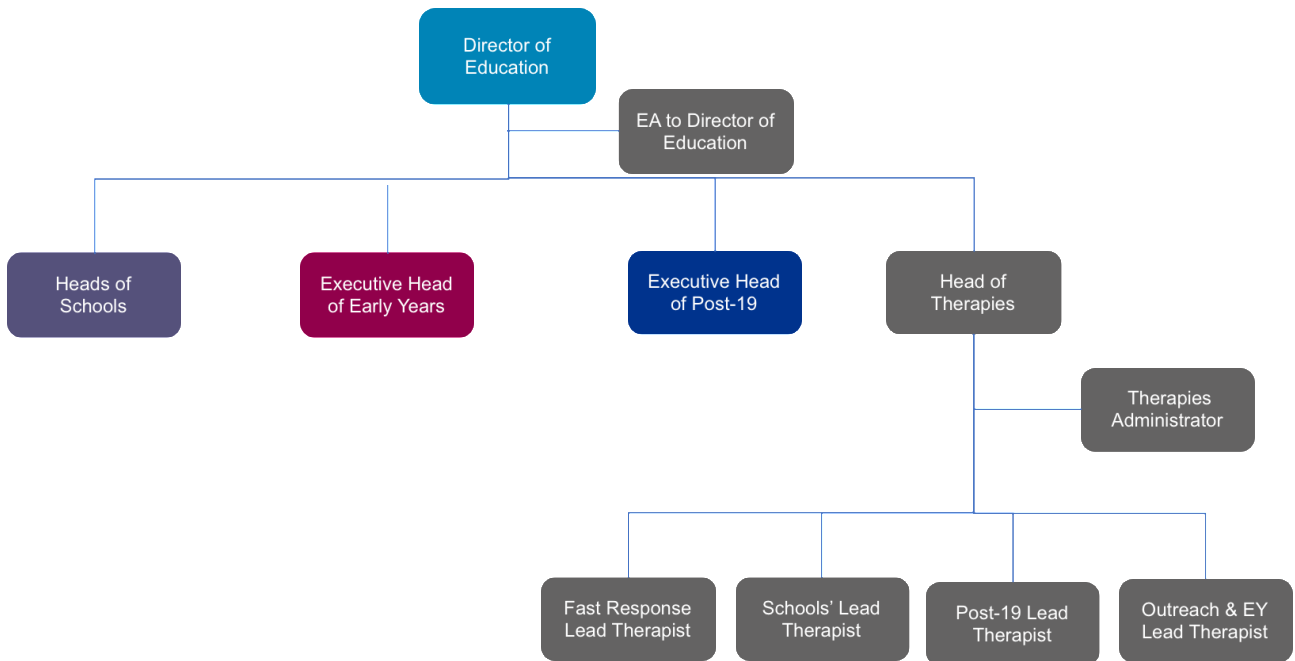 Director of
Education
EA to Director of
Education
Heads of
Schools
Executive Head
of Early Years
Executive Head
of Post-19
Head of
Therapies
Therapies
Administrator
Fast Response
Lead Therapist
Schools’ Lead
Therapist
Post-19 Lead
Therapist
Outreach & EY
Lead Therapist